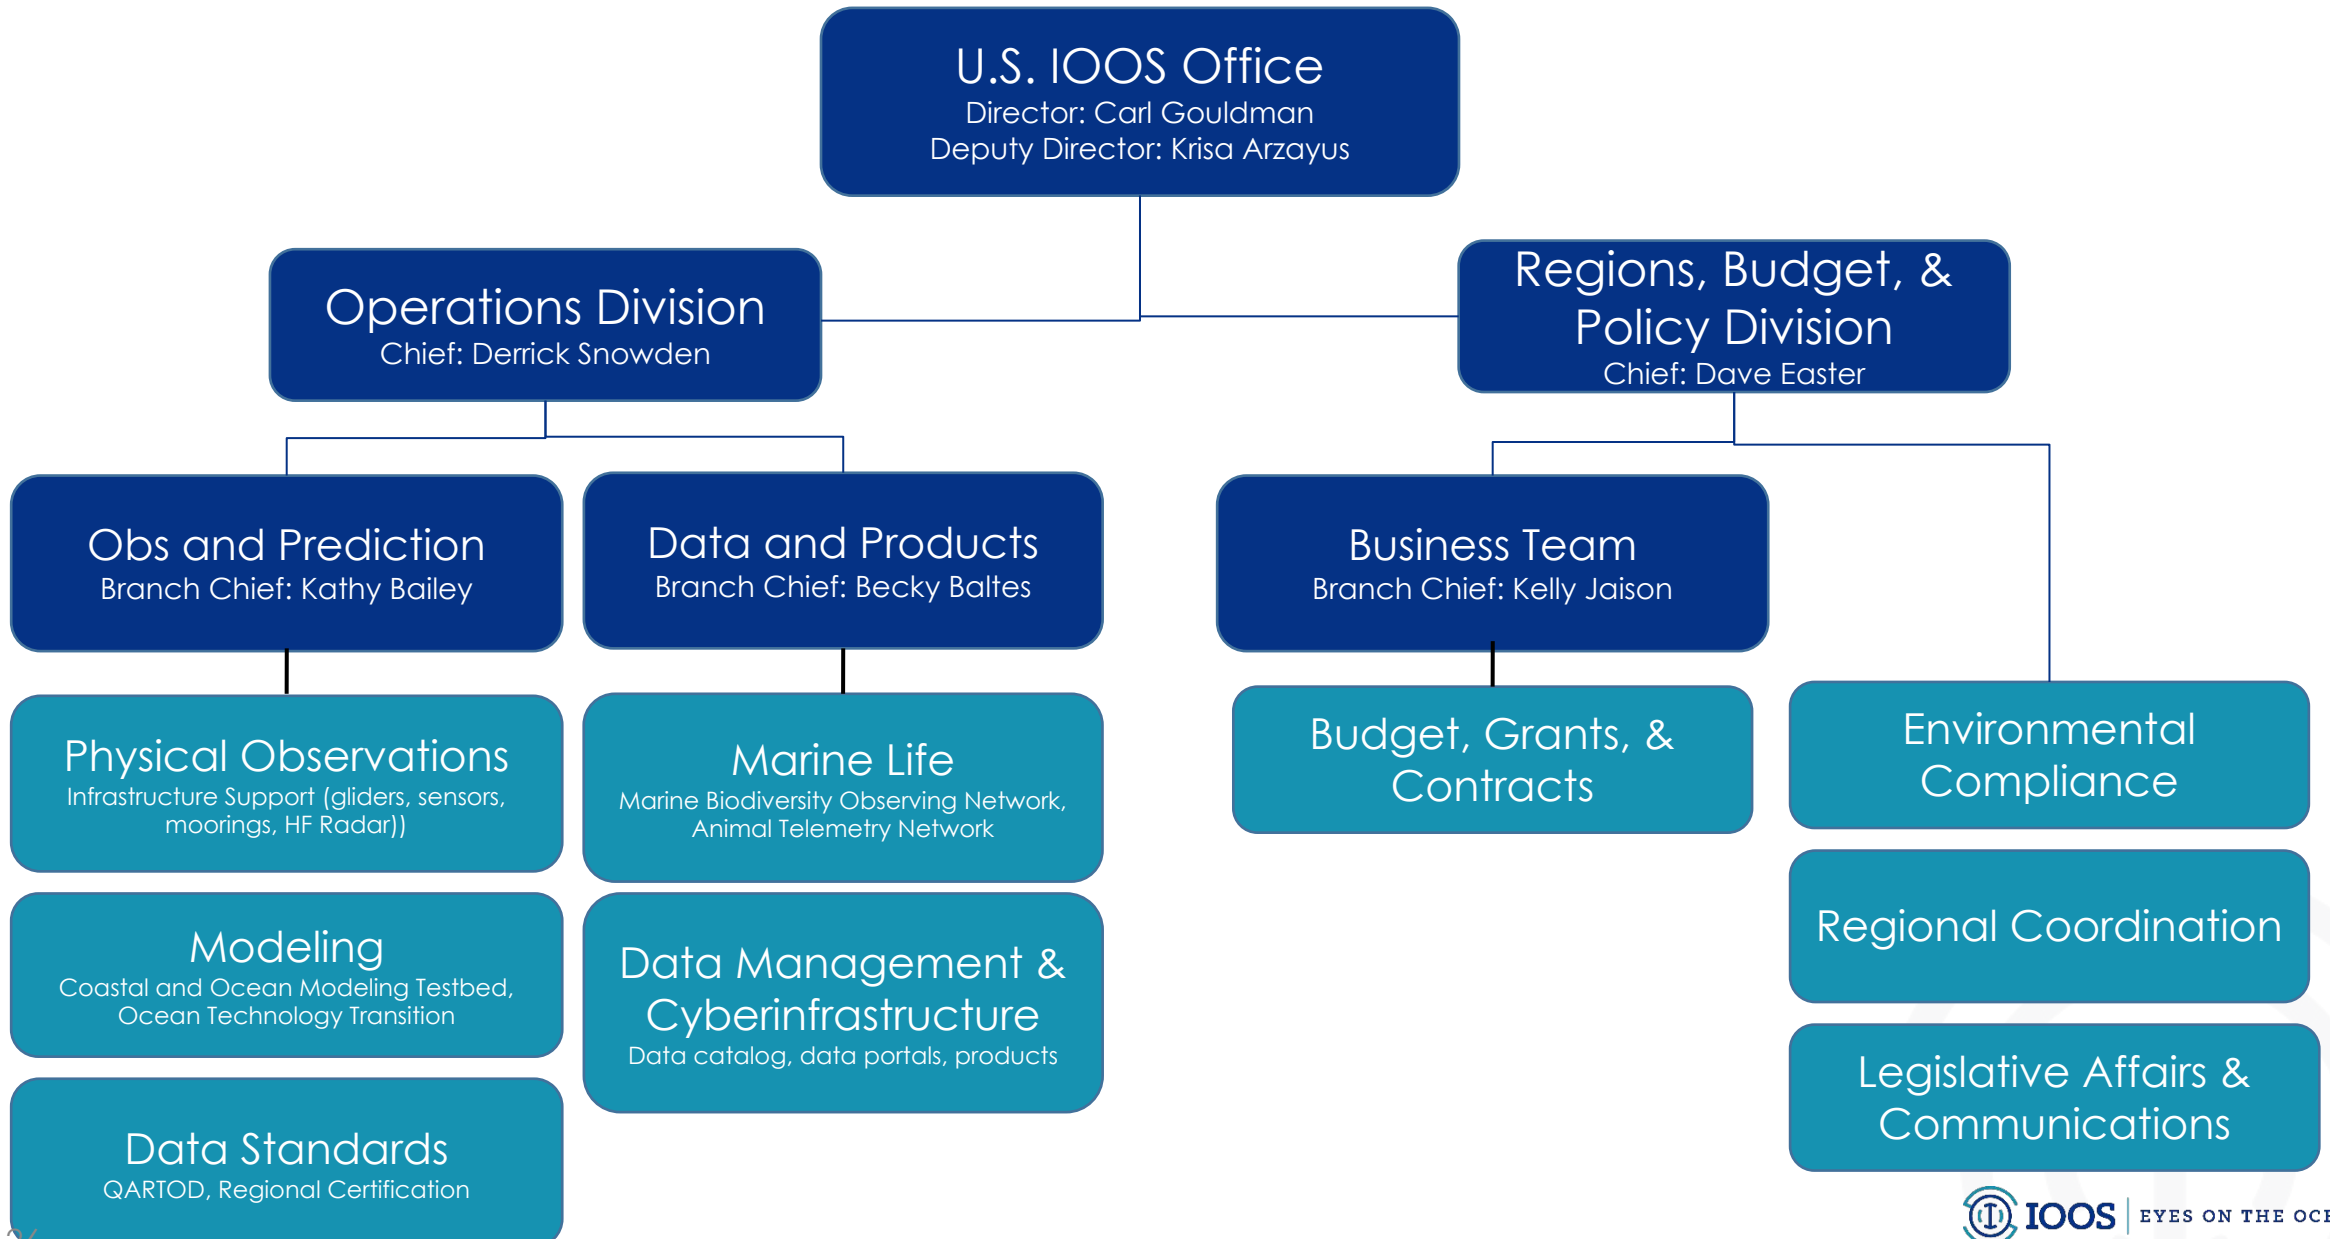 U.S. IOOS Office
Director: Carl Gouldman
Deputy Director: Krisa Arzayus
Operations Division
Chief: Derrick Snowden
Regions, Budget, &
Policy Division
Chief: Dave Easter
Obs and Prediction
Branch Chief: Kathy Bailey
Data and Products
Branch Chief: Becky Baltes
Business Team
Branch Chief: Kelly Jaison
Physical Observations
Infrastructure Support (gliders, sensors,
moorings, HF Radar))
Marine Life
Marine Biodiversity Observing Network,
Animal Telemetry Network
Budget, Grants, &
Contracts
Environmental
Compliance
Modeling
Coastal and Ocean Modeling Testbed,
Ocean Technology Transition
Data Management &
Cyberinfrastructure
Data catalog, data portals, products
Regional Coordination
Legislative Affairs &
Communications
Data Standards
QARTOD, Regional Certification
IOOS
EYES ON THE